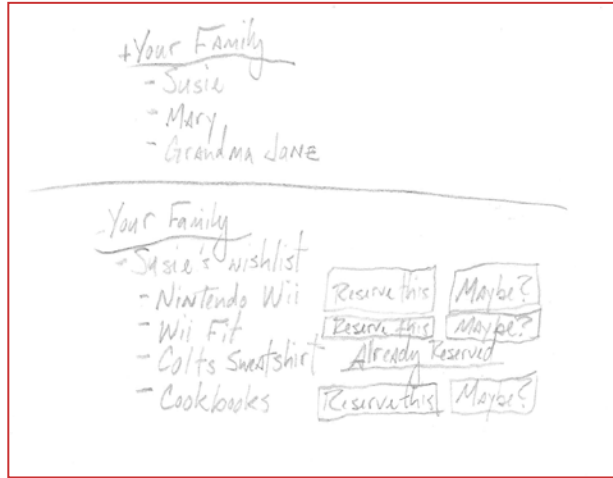 + Your Family
- Susie
- Mary
- Grandma Jane
- Your Family
- Susie's wishlist
- Nintendo Wii Reserve this Maybe?
- Wii Fit Reserve this Maybe?
- Colts Sweatshirt Already Reserved
- Cookbooks Reserve this Maybe?